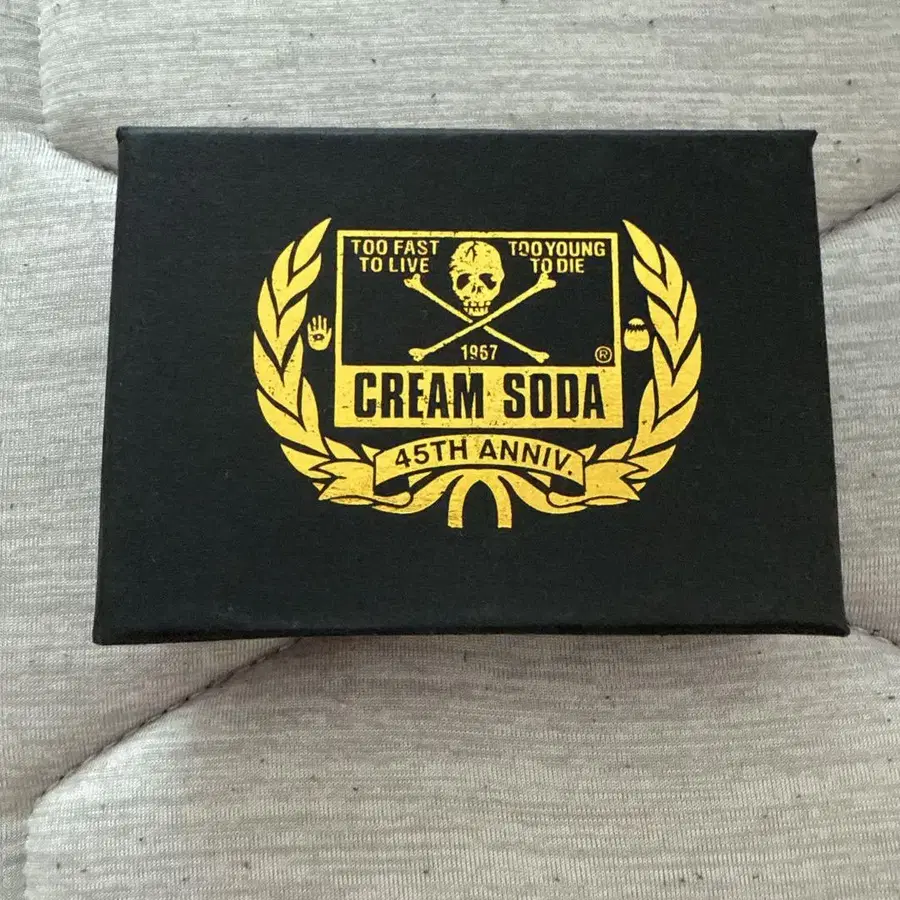 TOO FAST TOO YOUNG
TO LIVE TO DIE
1957
®
CREAM SODA
45TH ANNIV.